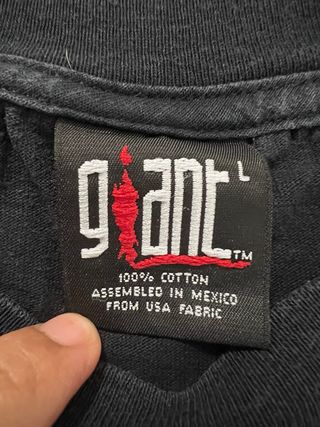 giant L
TM
100% COTTON
ASSEMBLED IN MEXICO
FROM USA FABRIC